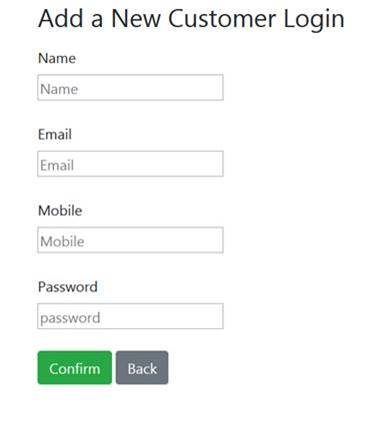 Add a New Customer Login
Name
Name
Email
Email
Mobile
Mobile
Password
password
Confirm Back